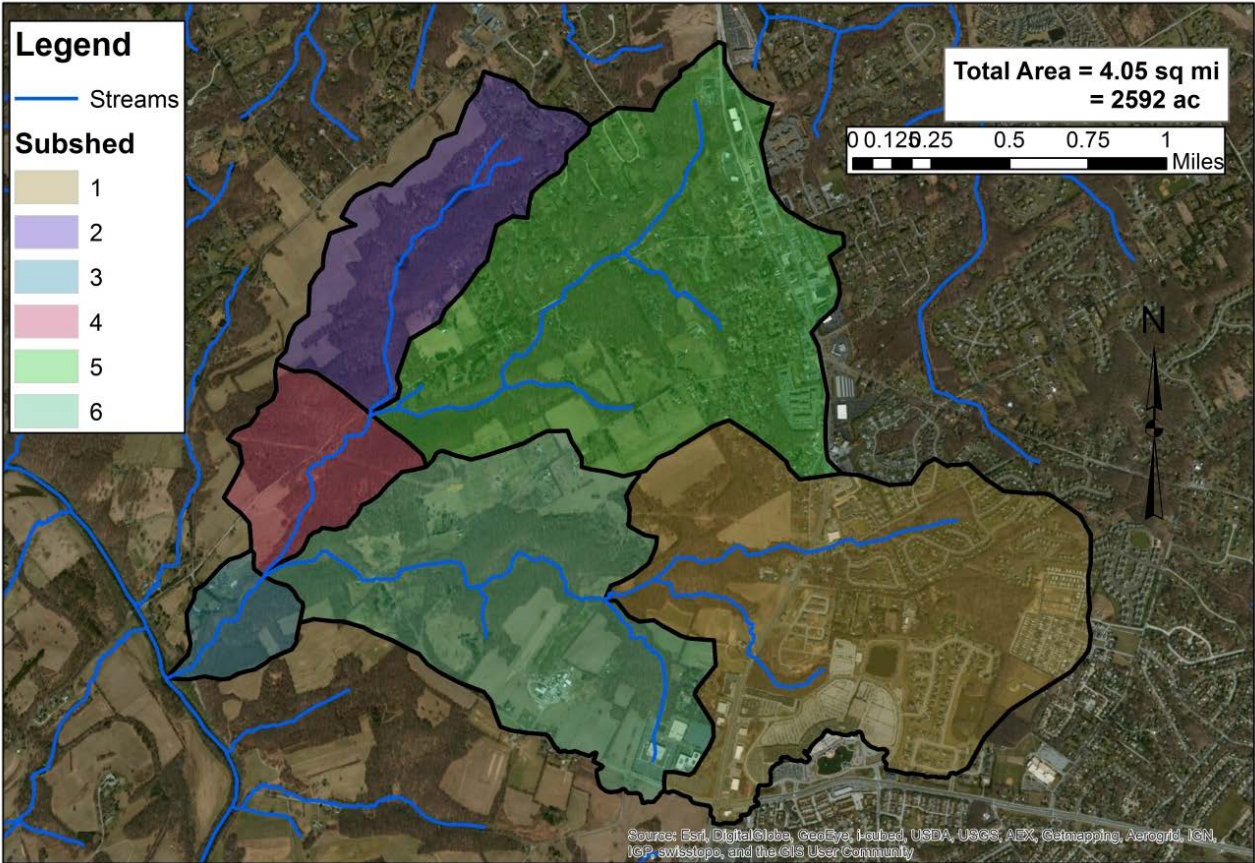 Legend
Streams
Subshed
1
2
3
4
5
6
Total Area = 4.05 sq mi
= 2592 ac
0 0.125 0.25 0.5 0.75 1
Miles
N
Source: Esri, DigitalGlobe, GeoEye, i-cubed, USDA, USGS, AEX, Getmapping, Aerogrid, IGN,
IGP, swisstopo, and the GIS User Community